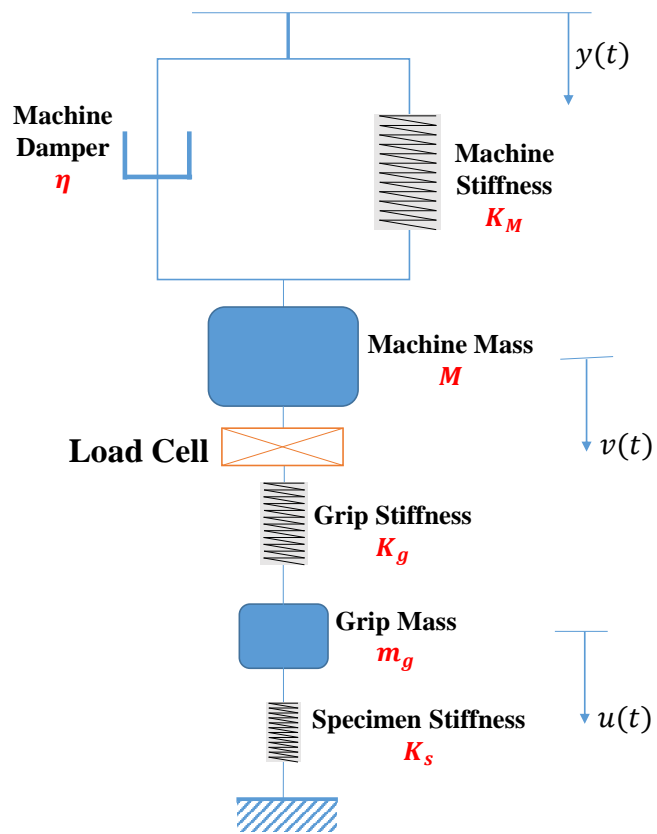 y(t)
Machine
Damper
η
Machine
Stiffness
K_M
Machine Mass
M
Load Cell
v(t)
Grip Stiffness
K_g
Grip Mass
m_g
Specimen Stiffness
K_s
u(t)